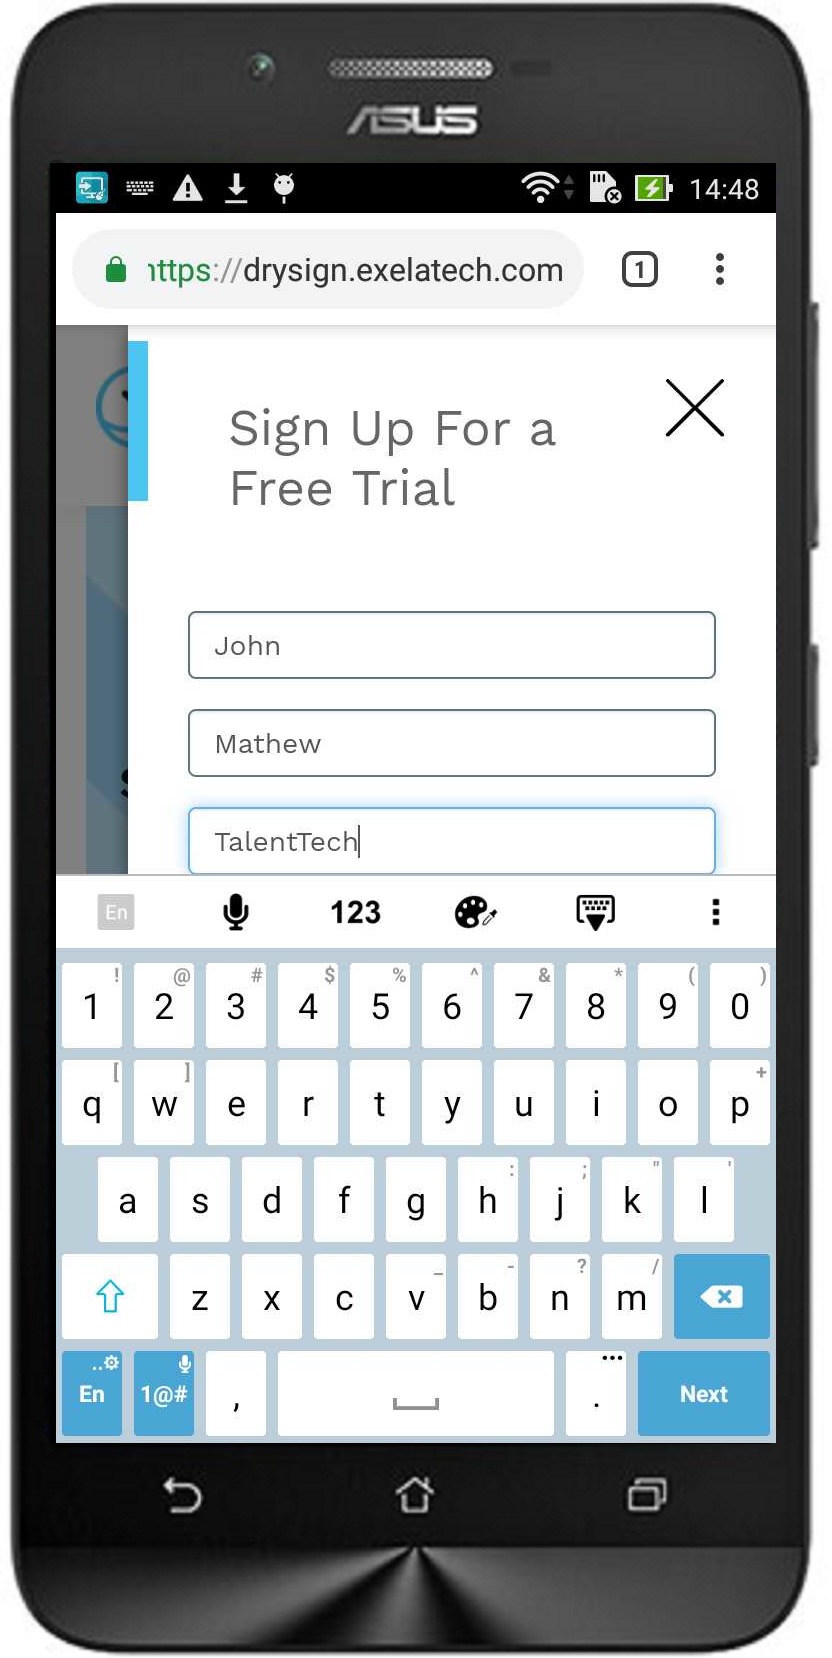 ASUS
14:48
https://drysign.exelatech.com
1
Sign Up For a
Free Trial
John
Mathew
TalentTech
En
123
! @ # $ % ^ & * ( )
1 2 3 4 5 6 7 8 9 0
[ ] +
q w e r t y u i o p
: ; " '
a s d f g h j k l
_ - ? /
z x c v b n m
En 1@# , . Next